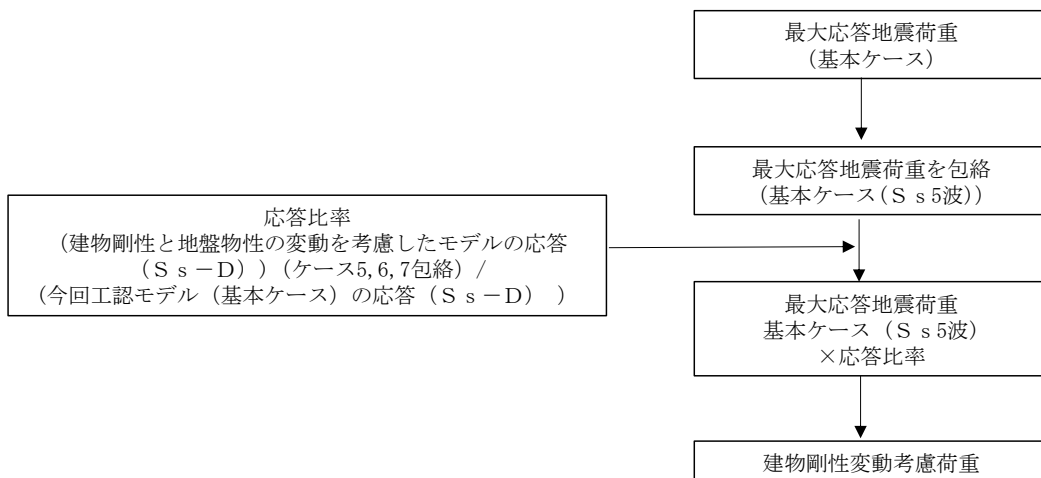 最大応答地震荷重
(基本ケース)
最大応答地震荷重を包絡
(基本ケース(Ｓｓ5波))
応答比率
(建物剛性と地盤物性の変動を考慮したモデルの応答
(Ｓｓ－Ｄ))(ケース5,6,7包絡)/
(今回工認モデル(基本ケース)の応答(Ｓｓ－Ｄ) )
最大応答地震荷重
基本ケース(Ｓｓ5波)
×応答比率
建物剛性変動考慮荷重